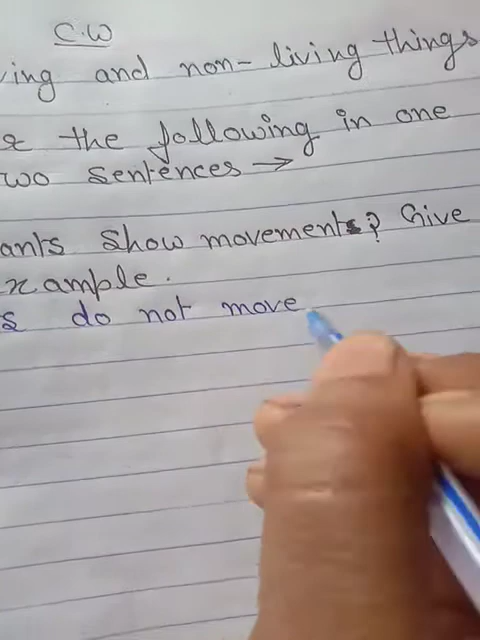 C.W
ving and non-living things
r the following in one
wo sentences →
ants show movements? Give
xample.
s do not move